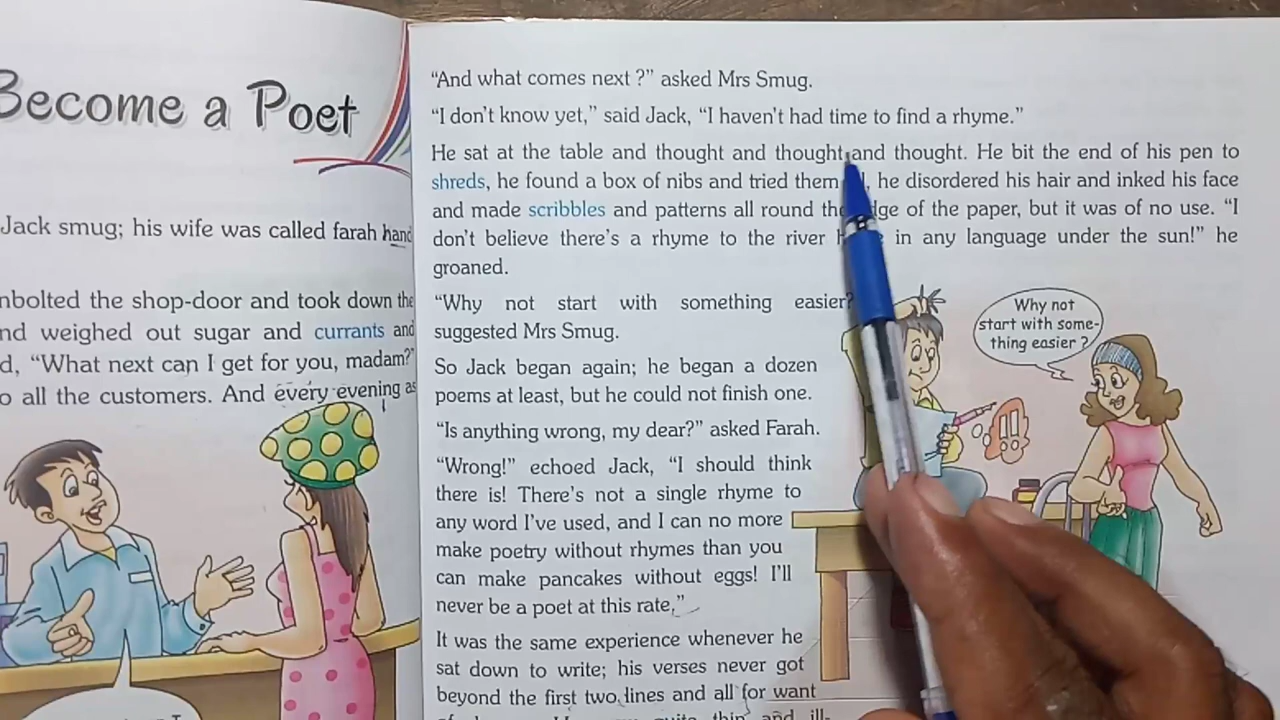 Become a Poet
Jack smug; his wife was called farah hand
nbolted the shop-door and took down the
nd weighed out sugar and currants and
d, “What next can I get for you, madam?”
o all the customers. And every evening as
“And what comes next ?” asked Mrs Smug.
“I don't know yet,” said Jack, “I haven't had time to find a rhyme.”
He sat at the table and thought and thought and thought. He bit the end of his pen to
shreds, he found a box of nibs and tried them he disordered his hair and inked his face
and made scribbles and patterns all round of the paper, but it was of no use. “I
don't believe there's a rhyme to the river in any language under the sun!” he
groaned.
“Why not start with something easier?
suggested Mrs Smug.
So Jack began again; he began a dozen
poems at least, but he could not finish one.
“Is anything wrong, my dear?” asked Farah.
“Wrong!” echoed Jack, “I should think
there is! There's not a single rhyme to
any word I've used, and I can no more
make poetry without rhymes than you
can make pancakes without eggs! I'll
never be a poet at this rate,”
It was the same experience whenever he
sat down to write; his verses never got
beyond the first two lines and all for want
quite thin and ill-
Why not
start with some-
thing easier ?